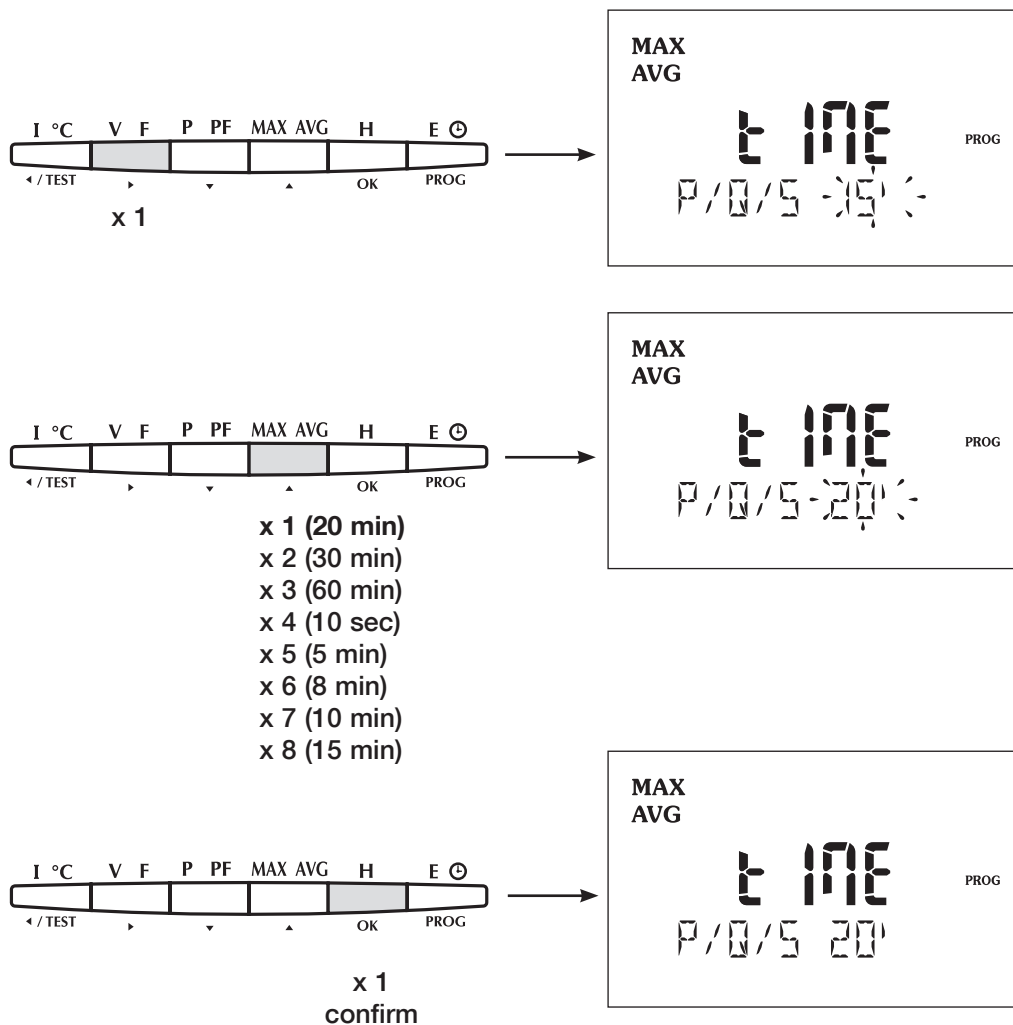 MAX
AVG
t IME
PROG
P/Q/S 15'
I °C V F P PF MAX AVG H E
◂ / TEST ▸ ▾ ▴ OK PROG
x 1
MAX
AVG
t IME
PROG
P/Q/S 20'
I °C V F P PF MAX AVG H E
◂ / TEST ▸ ▾ ▴ OK PROG
x 1 (20 min)
x 2 (30 min)
x 3 (60 min)
x 4 (10 sec)
x 5 (5 min)
x 6 (8 min)
x 7 (10 min)
x 8 (15 min)
MAX
AVG
t IME
PROG
P/Q/S 20'
I °C V F P PF MAX AVG H E
◂ / TEST ▸ ▾ ▴ OK PROG
x 1
confirm